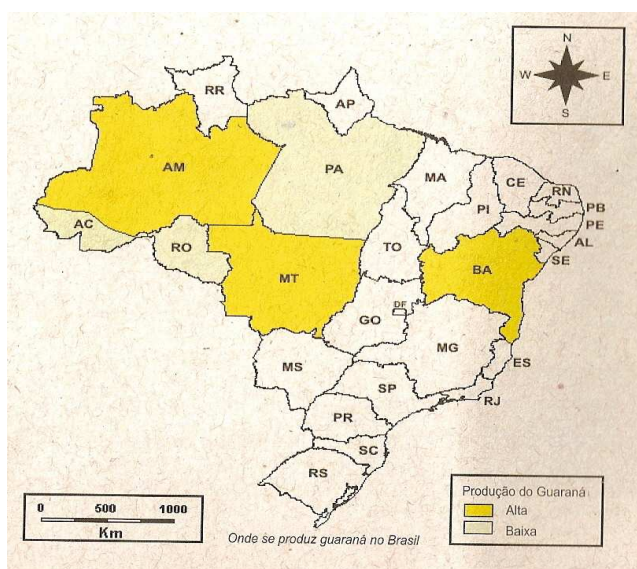 N
W E
S
RR
AP
AM
PA
MA
CE
RN
PB
PI
PE
AC
AL
TO
SE
RO
BA
MT
DF
GO
MG
MS
ES
SP
RJ
PR
SC
RS
0 500 1000
Km
Onde se produz guaraná no Brasil
Produção do Guaraná
Alta
Baixa